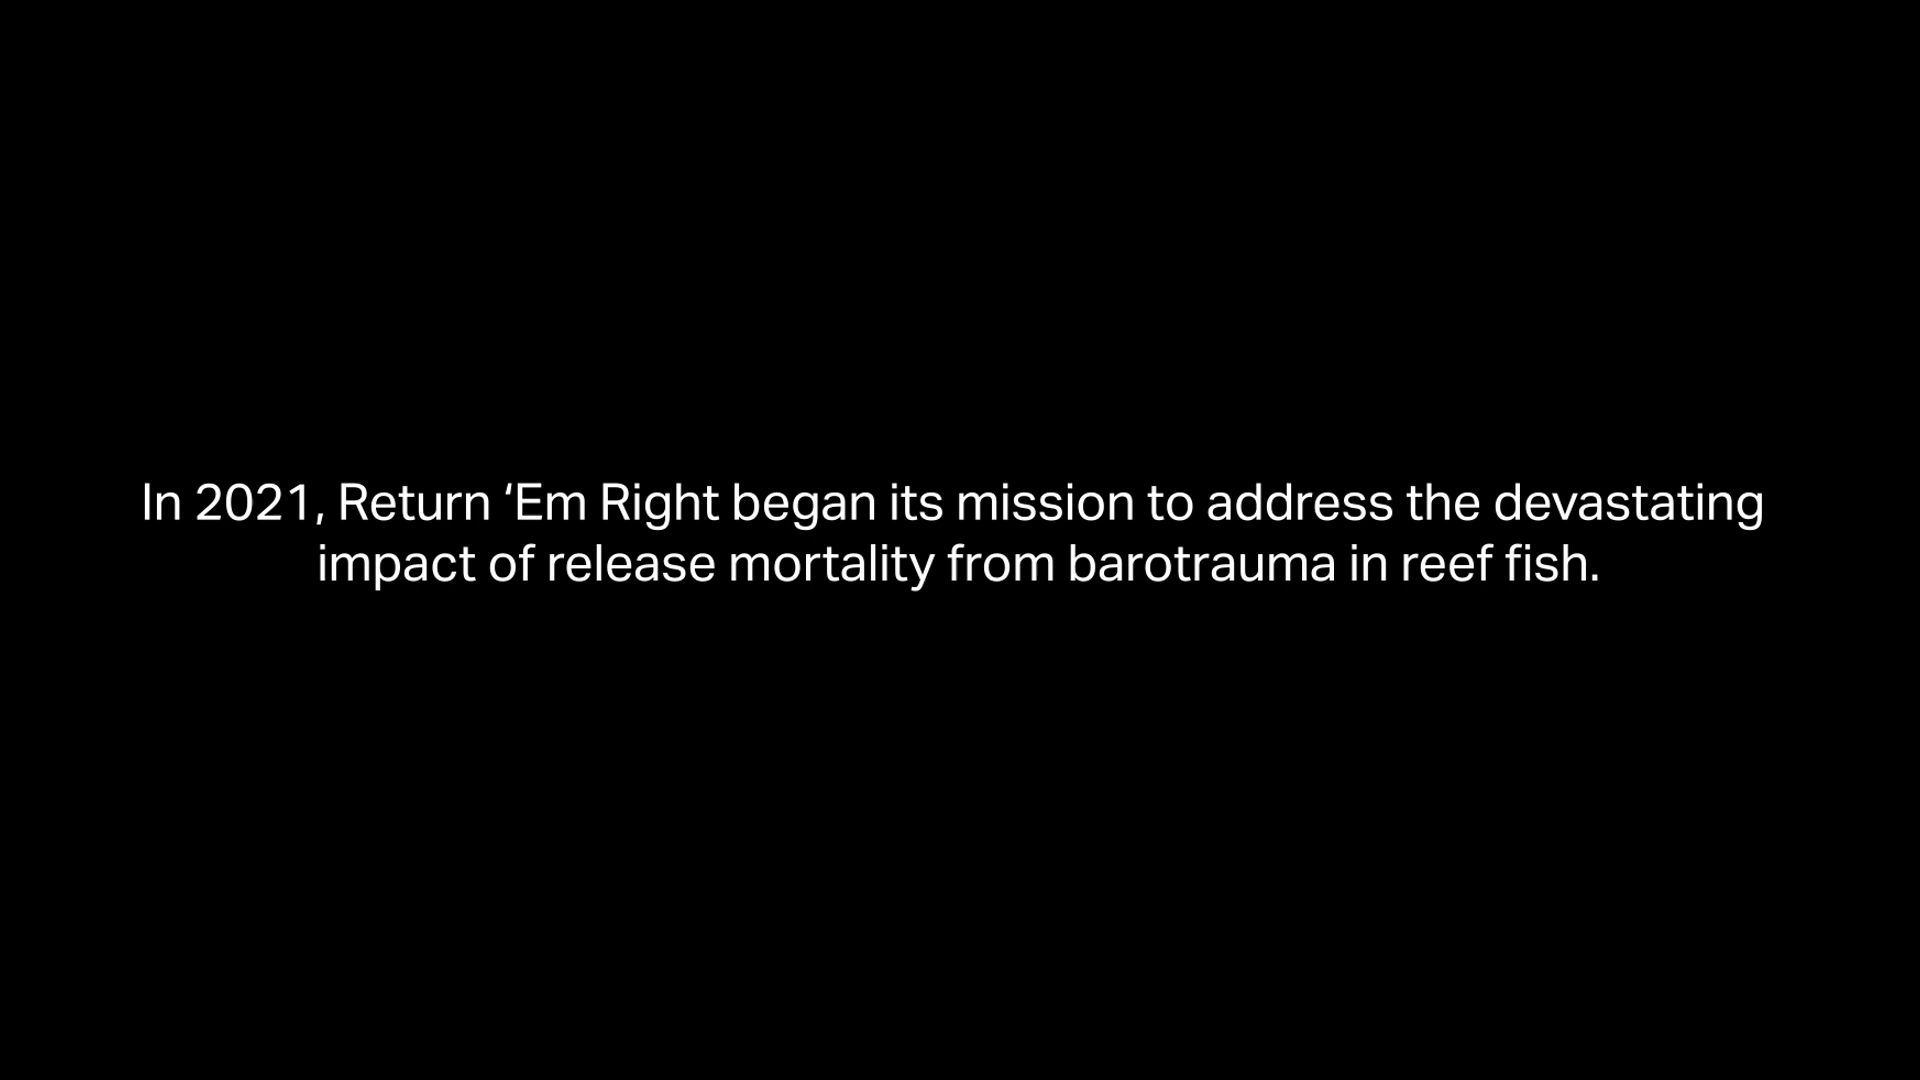 In 2021, Return ‘Em Right began its mission to address the devastating
impact of release mortality from barotrauma in reef fish.